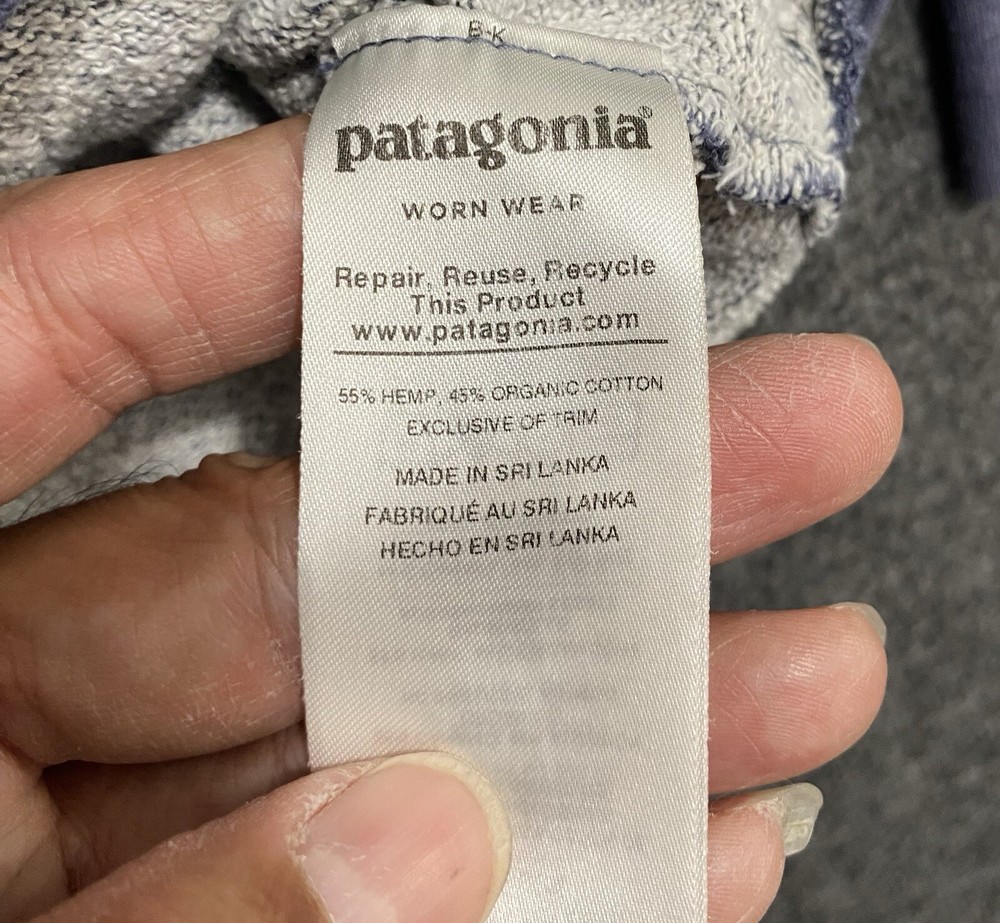 E-K
patagonia®
WORN WEAR
Repair, Reuse, Recycle
This Product
www.patagonia.com
55% HEMP, 45% ORGANIC COTTON
EXCLUSIVE OF TRIM
MADE IN SRI LANKA
FABRIQUÉ AU SRI LANKA
HECHO EN SRI LANKA